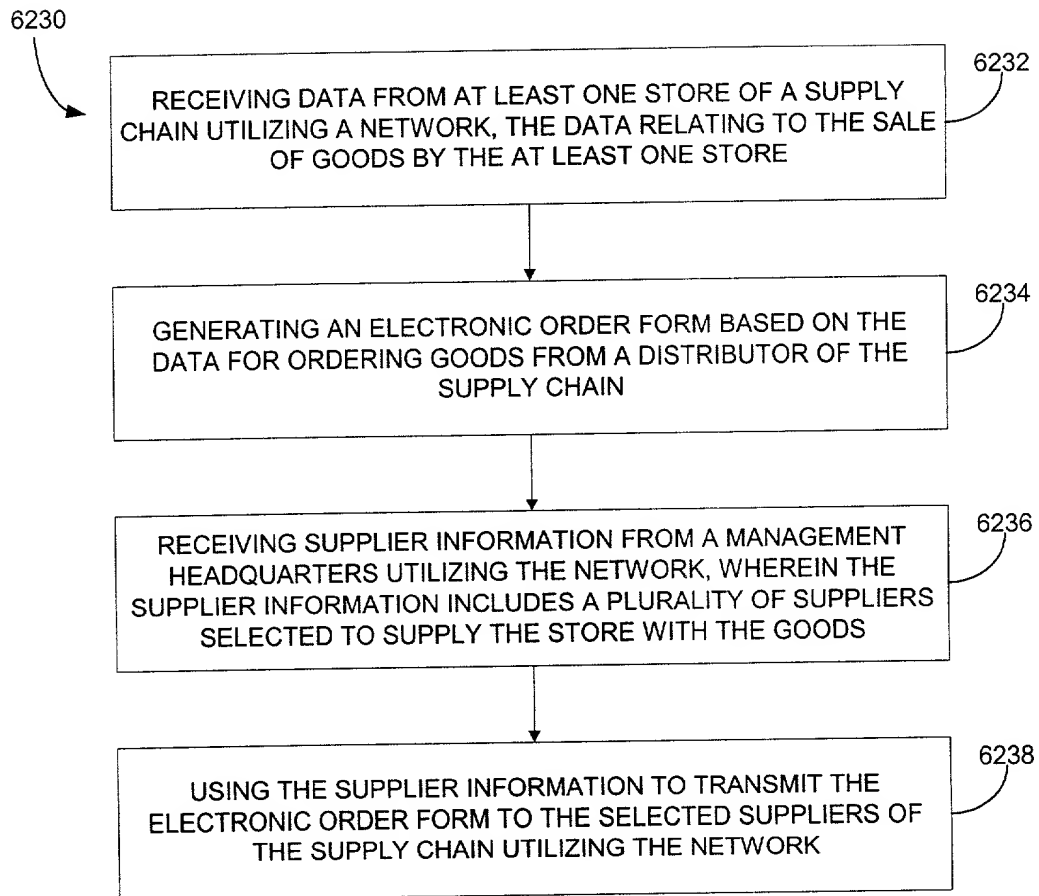 6230
6232
RECEIVING DATA FROM AT LEAST ONE STORE OF A SUPPLY
CHAIN UTILIZING A NETWORK, THE DATA RELATING TO THE SALE
OF GOODS BY THE AT LEAST ONE STORE
6234
GENERATING AN ELECTRONIC ORDER FORM BASED ON THE
DATA FOR ORDERING GOODS FROM A DISTRIBUTOR OF THE
SUPPLY CHAIN
6236
RECEIVING SUPPLIER INFORMATION FROM A MANAGEMENT
HEADQUARTERS UTILIZING THE NETWORK, WHEREIN THE
SUPPLIER INFORMATION INCLUDES A PLURALITY OF SUPPLIERS
SELECTED TO SUPPLY THE STORE WITH THE GOODS
6238
USING THE SUPPLIER INFORMATION TO TRANSMIT THE
ELECTRONIC ORDER FORM TO THE SELECTED SUPPLIERS OF
THE SUPPLY CHAIN UTILIZING THE NETWORK